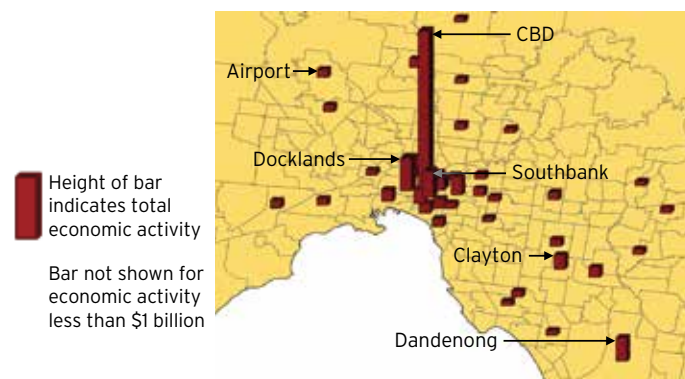 CBD
Airport
Docklands
Southbank
Height of bar
indicates total
economic activity
Clayton
Bar not shown for
economic activity
less than $1 billion
Dandenong